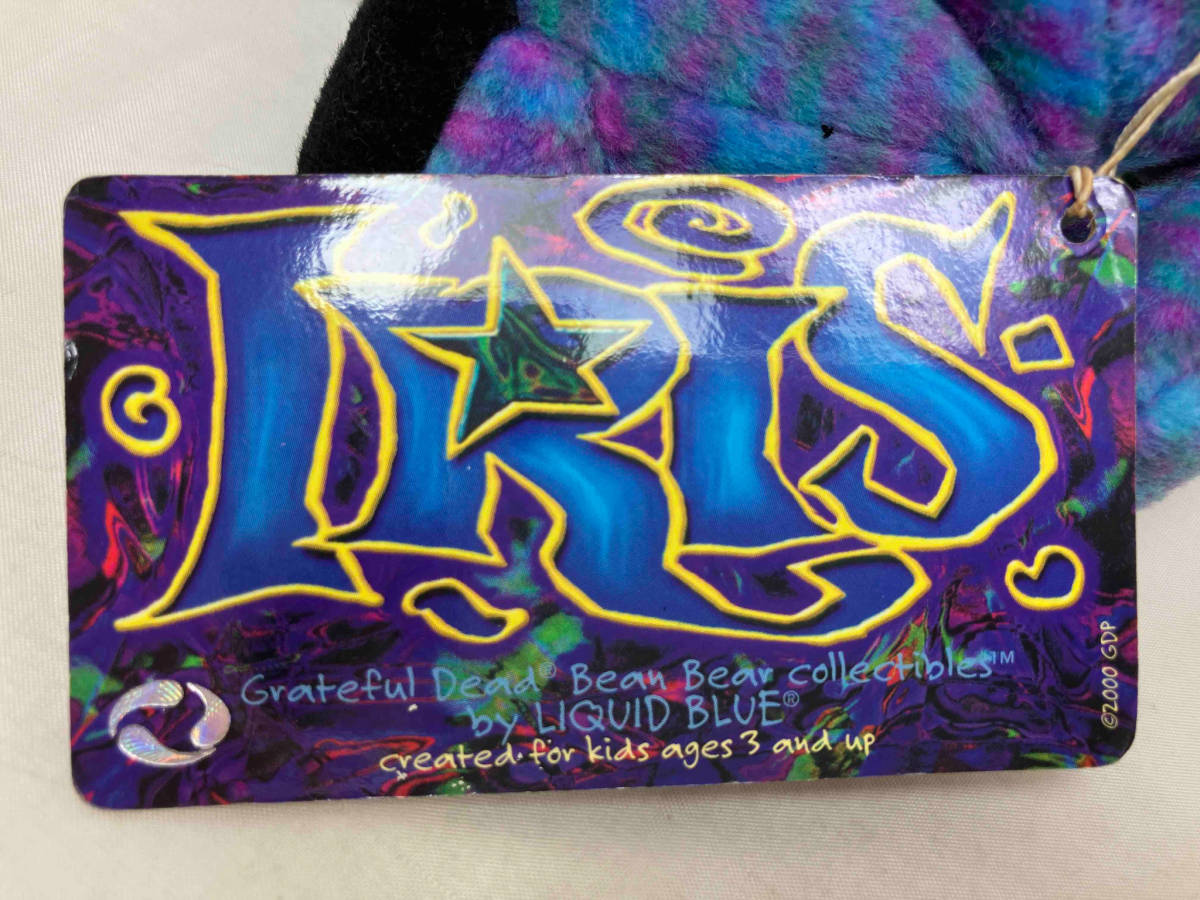 IRIS
Grateful Dead® Bean Bear collectibles™
by LIQUID BLUE®
created for kids ages 3 and up
©2000 GDP